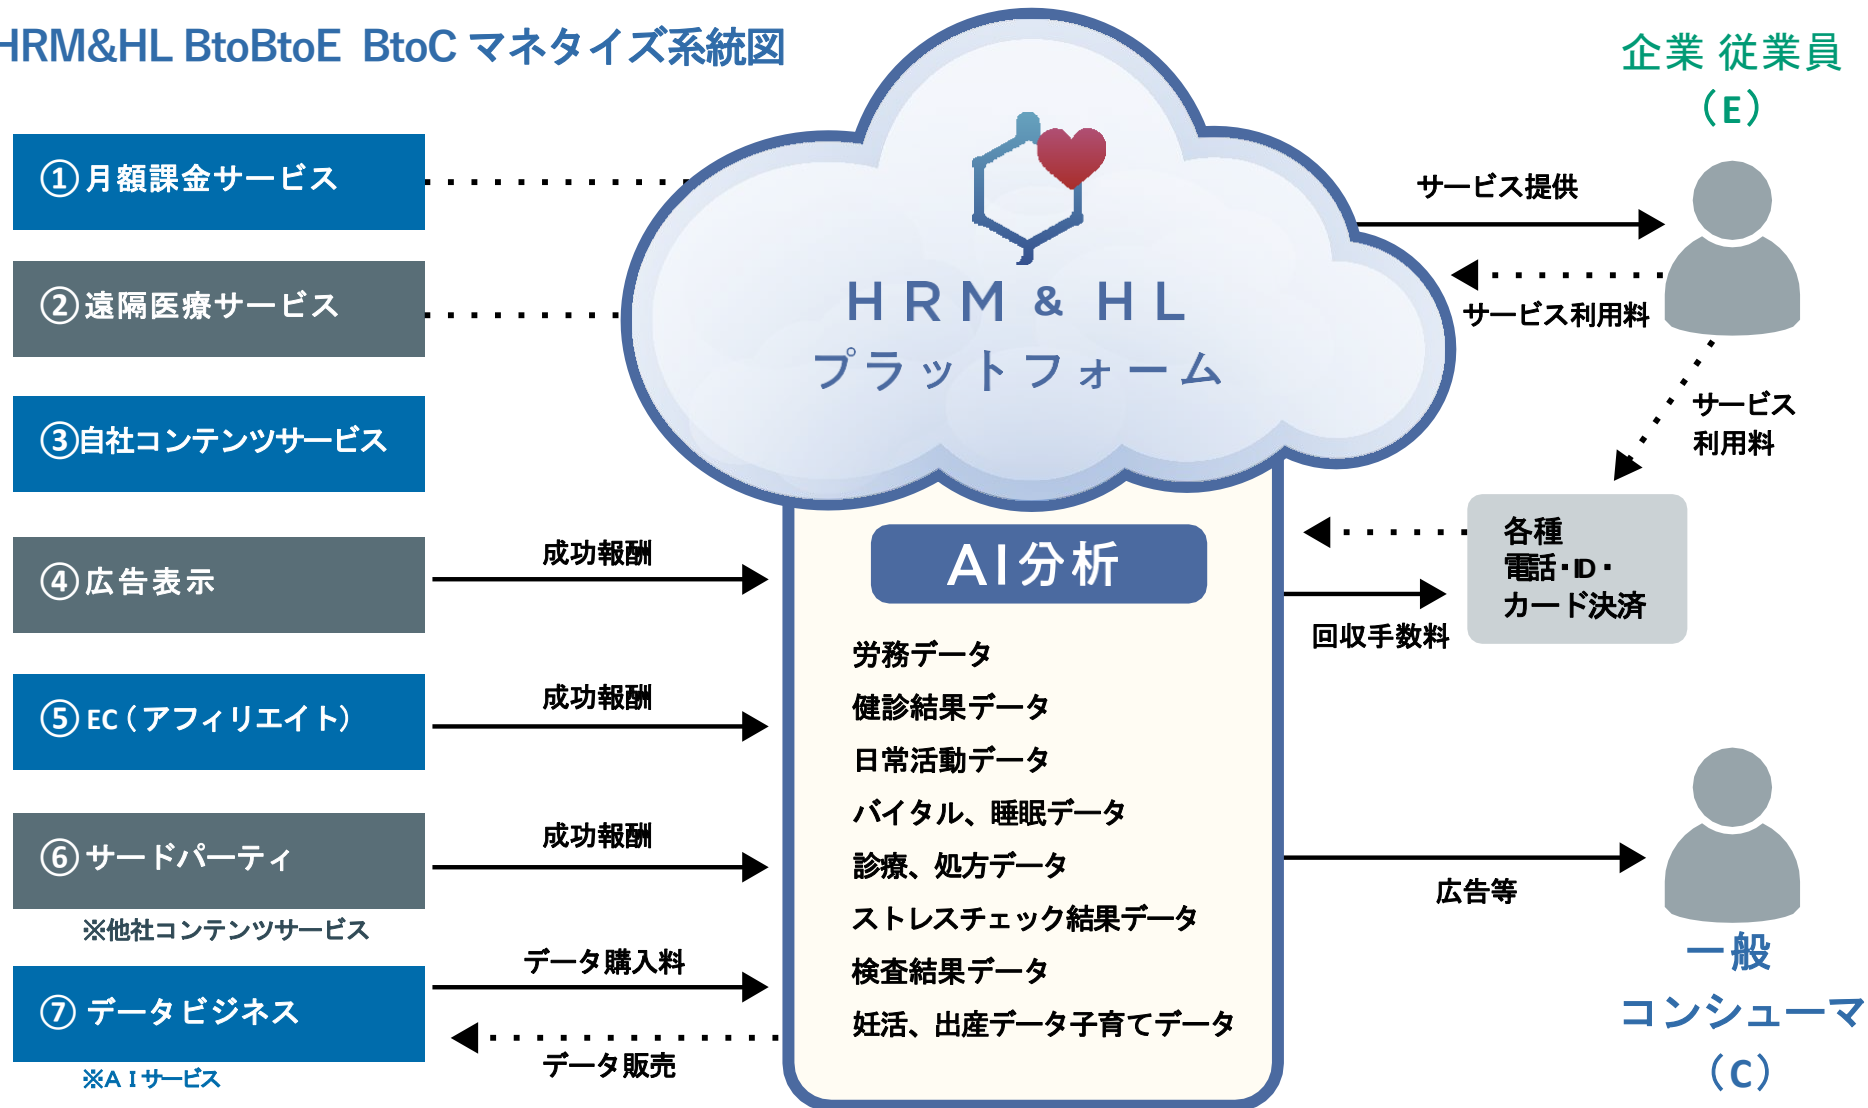 HRM&HL BtoBtoE BtoC マネタイズ系統図
①月額課金サービス
②遠隔医療サービス
③自社コンテンツサービス
④広告表示
⑤EC(アフィリエイト)
⑥サードパーティ
※他社コンテンツサービス
⑦データビジネス
※AIサービス
成功報酬
成功報酬
成功報酬
データ購入料
データ販売
HRM & HL
プラットフォーム
AI分析
労務データ
健診結果データ
日常活動データ
バイタル、睡眠データ
診療、処方データ
ストレスチェック結果データ
検査結果データ
妊活、出産データ子育てデータ
企業 従業員
(E)
サービス提供
サービス利用料
サービス
利用料
各種
電話・ID・
カード決済
回収手数料
広告等
一般
コンシューマ
(C)